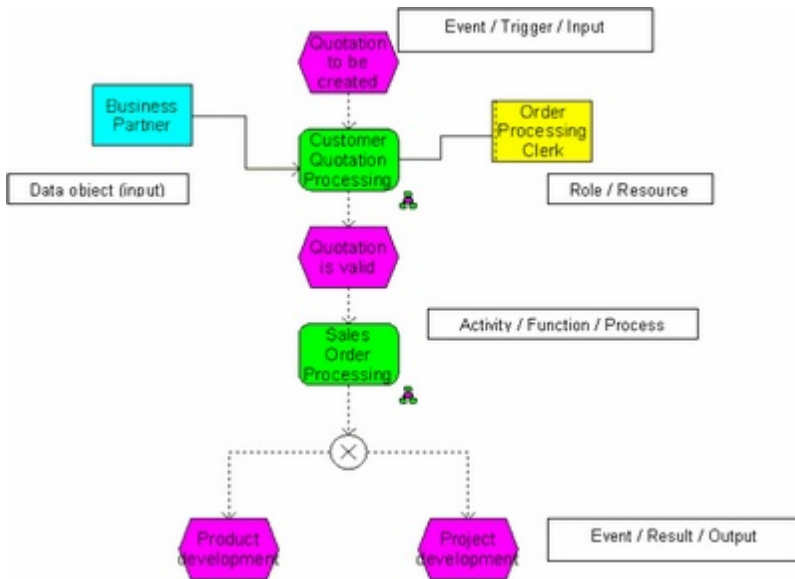 Quotation
to be
created
Event / Trigger / Input
Business
Partner
Order
Processing
Clerk
Customer
Quotation
Processing
Data object (input)
Role / Resource
Quotation
is valid
Activity / Function / Process
Sales
Order
Processing
Product
development
Project
development
Event / Result / Output